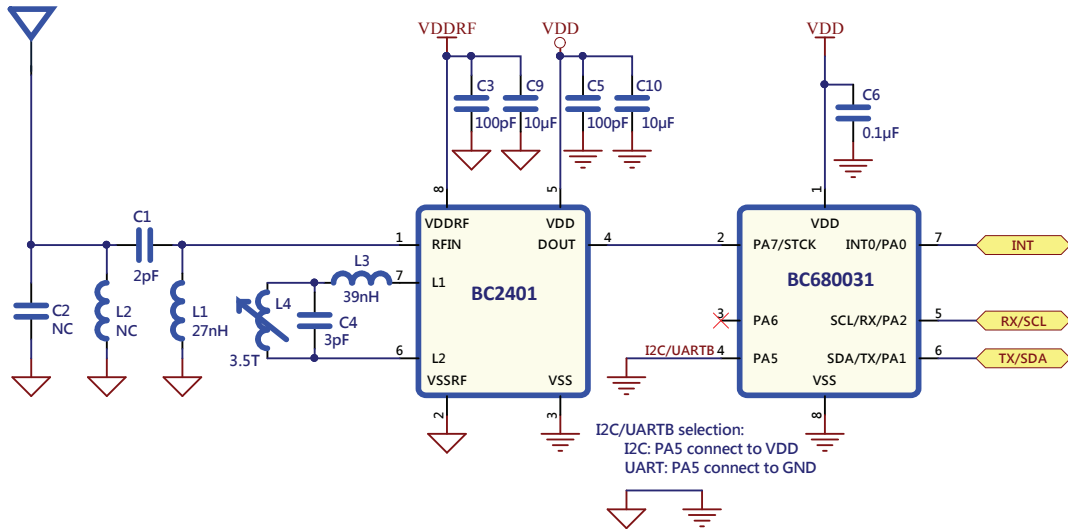 VDDRF
VDD
VDD
C3
100pF
C9
10µF
C5
100pF
C10
10µF
C6
0.1µF
8
5
1
VDDRF
VDD
VDD
C1
2pF
1
RFIN
DOUT
4
2
PA7/STCK
INT0/PA0
7
INT
C2
NC
L2
NC
L1
27nH
L4
3.5T
C4
3pF
L3
39nH
7
L1
BC2401
BC680031
3
PA6
SCL/RX/PA2
5
RX/SCL
6
L2
I2C/UARTB
4
PA5
SDA/TX/PA1
6
TX/SDA
VSSRF
VSS
VSS
2
3
8
I2C/UARTB selection:
I2C: PA5 connect to VDD
UART: PA5 connect to GND